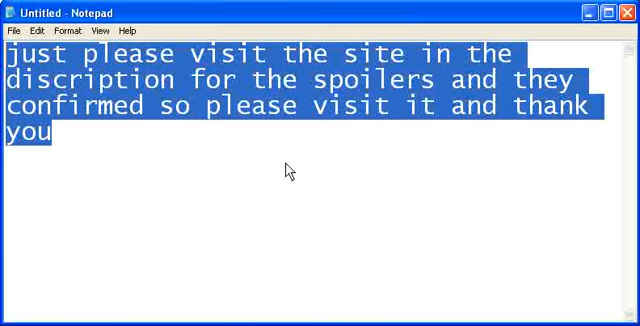 Untitled - Notepad
File Edit Format View Help
just please visit the site in the
discription for the spoilers and they
confirmed so please visit it and thank
you